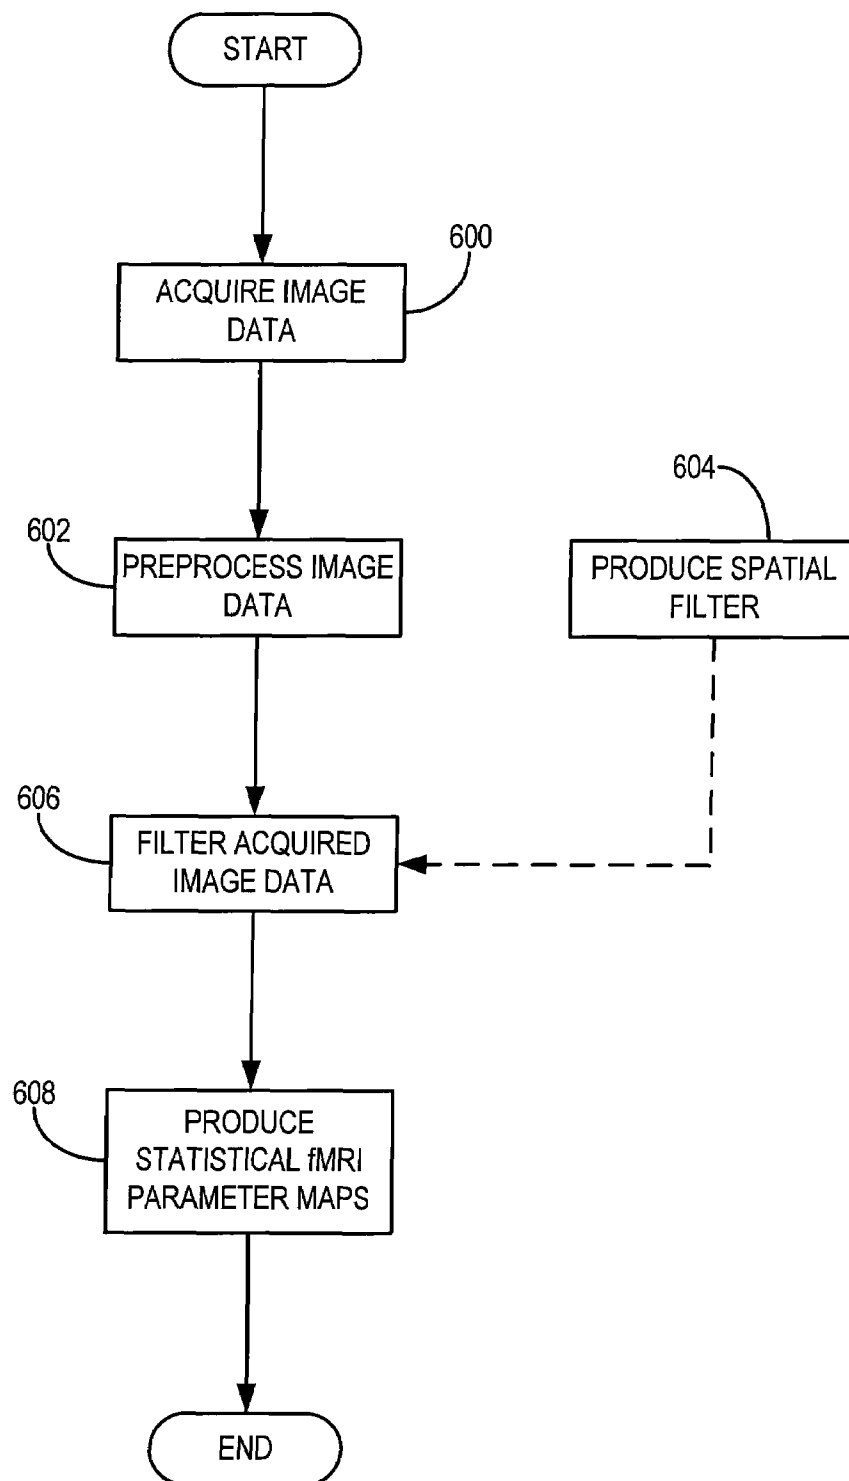 START
600
ACQUIRE IMAGE
DATA
602
PREPROCESS IMAGE
DATA
604
PRODUCE SPATIAL
FILTER
606
FILTER ACQUIRED
IMAGE DATA
608
PRODUCE
STATISTICAL fMRI
PARAMETER MAPS
END